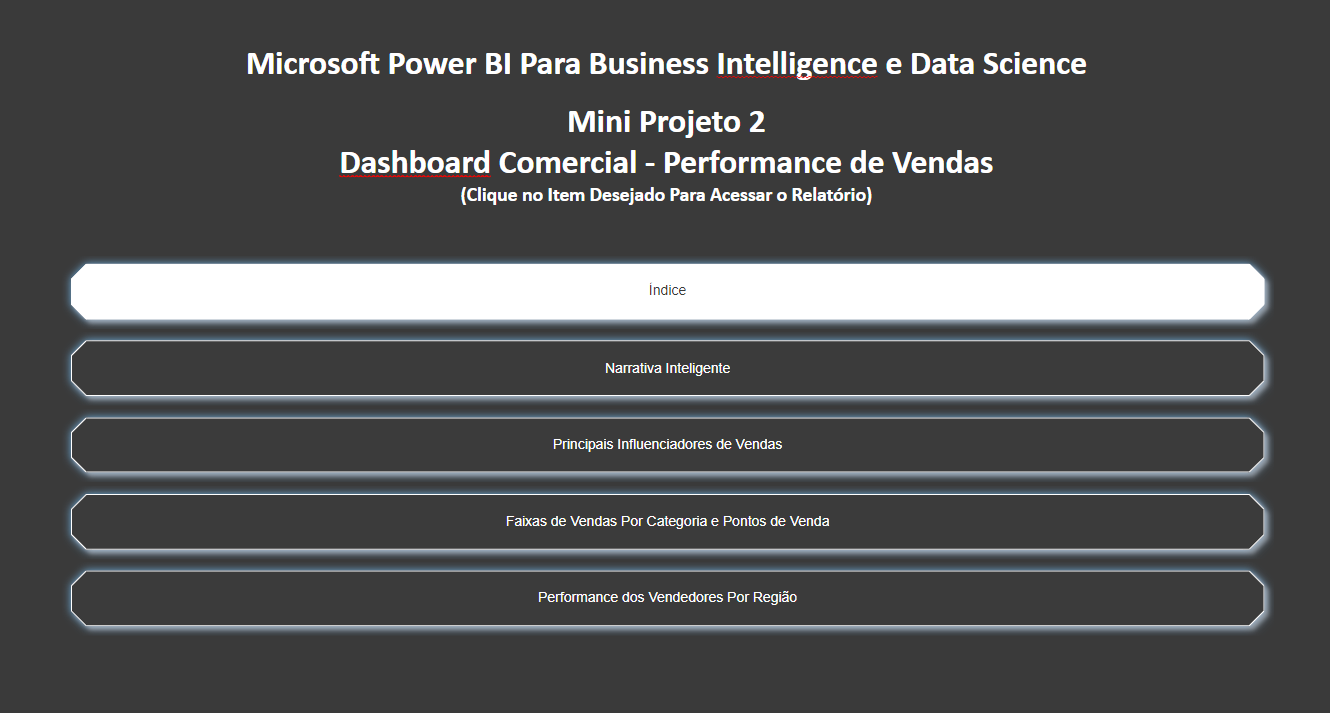 Microsoft Power BI Para Business Intelligence e Data Science
Mini Projeto 2
Dashboard Comercial - Performance de Vendas
(Clique no Item Desejado Para Acessar o Relatório)
Índice
Narrativa Inteligente
Principais Influenciadores de Vendas
Faixas de Vendas Por Categoria e Pontos de Venda
Performance dos Vendedores Por Região